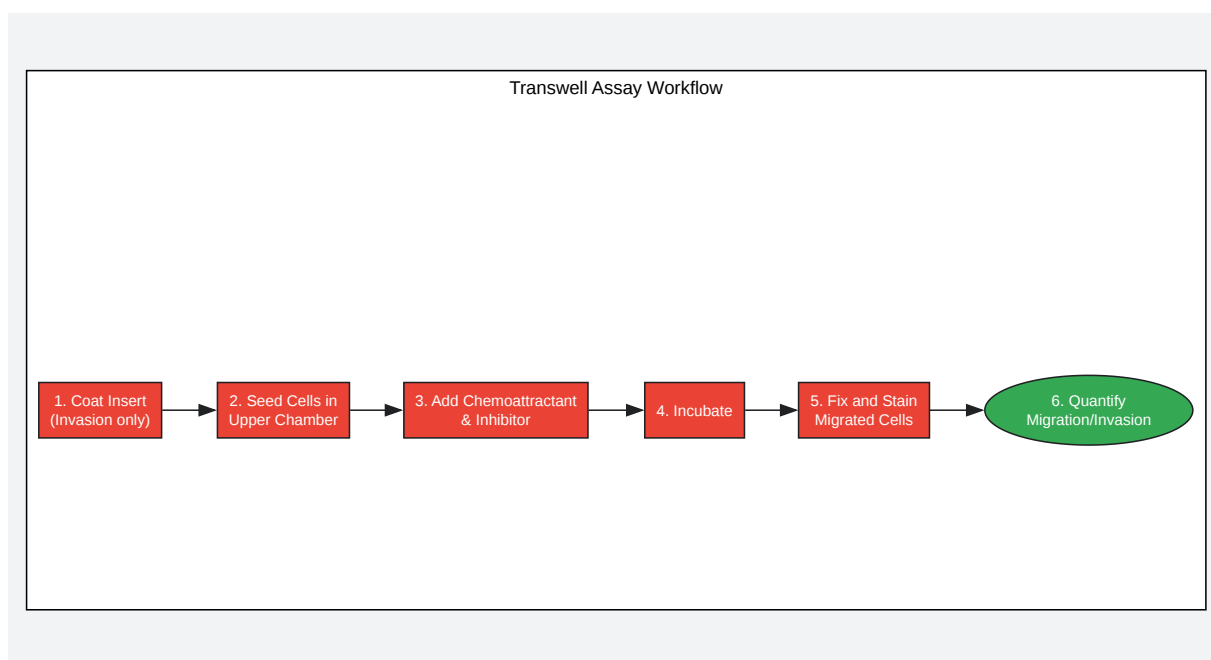 Transwell Assay Workflow
1. Coat Insert
(Invasion only)
2. Seed Cells in
Upper Chamber
3. Add Chemoattractant
& Inhibitor
4. Incubate
5. Fix and Stain
Migrated Cells
6. Quantify
Migration/Invasion